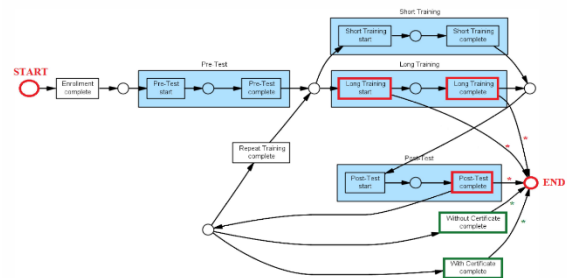 Short Training
Short Training
start
Short Training
complete
Pre-Test
Long Training
START
Enrollment
complete
Pre-Test
start
Pre-Test
complete
Long Training
start
Long Training
complete
Repeat Training
complete
*
*
Post-Test
Post-Test
start
Post-Test
complete
*
END
Without Certificate
complete
*
*
With Certificate
complete